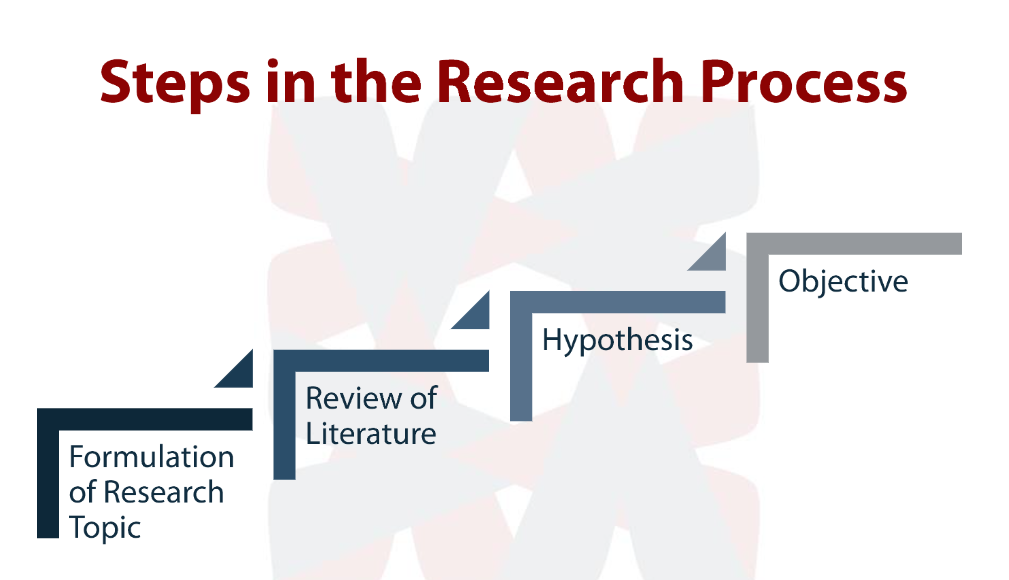 Steps in the Research Process
Objective
Hypothesis
Review of
Literature
Formulation
of Research
Topic